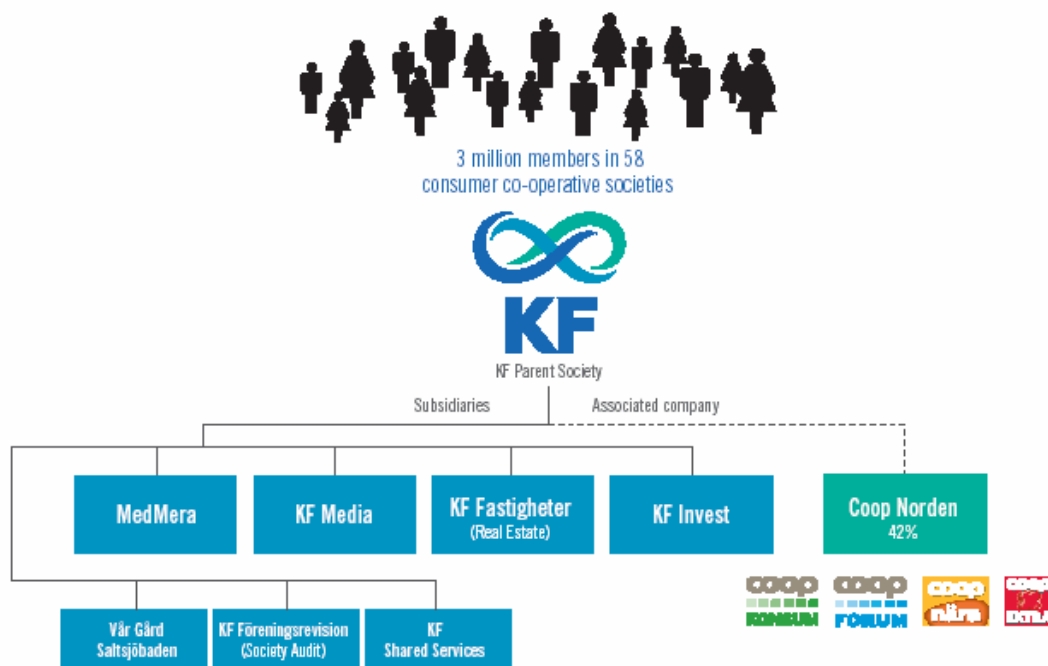 3 million members in 58
consumer co-operative societies
KF
KF Parent Society
Subsidiaries
Associated company
MedMera
KF Media
KF Fastigheter
(Real Estate)
KF Invest
Coop Norden
42%
coop
KONSUM
coop
FORUM
coop
nära
coop
EXTRA
Vår Gård
Saltsjöbaden
KF Föreningsrevision
(Society Audit)
KF
Shared Services